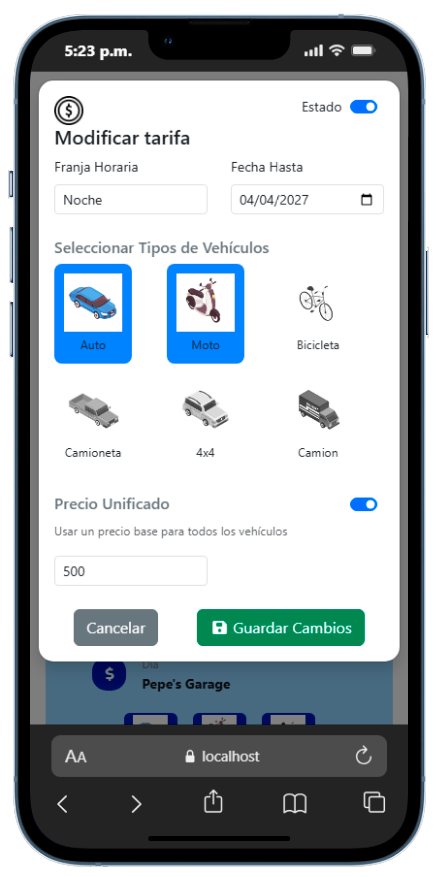 5:23 p.m.
Estado
Modificar tarifa
Franja Horaria
Fecha Hasta
Noche
04/04/2027
Seleccionar Tipos de Vehículos
Auto
Moto
Bicicleta
Camioneta
4x4
Camion
Precio Unificado
Usar un precio base para todos los vehículos
500
Cancelar
Guardar Cambios
Día
Pepe's Garage
AA
localhost